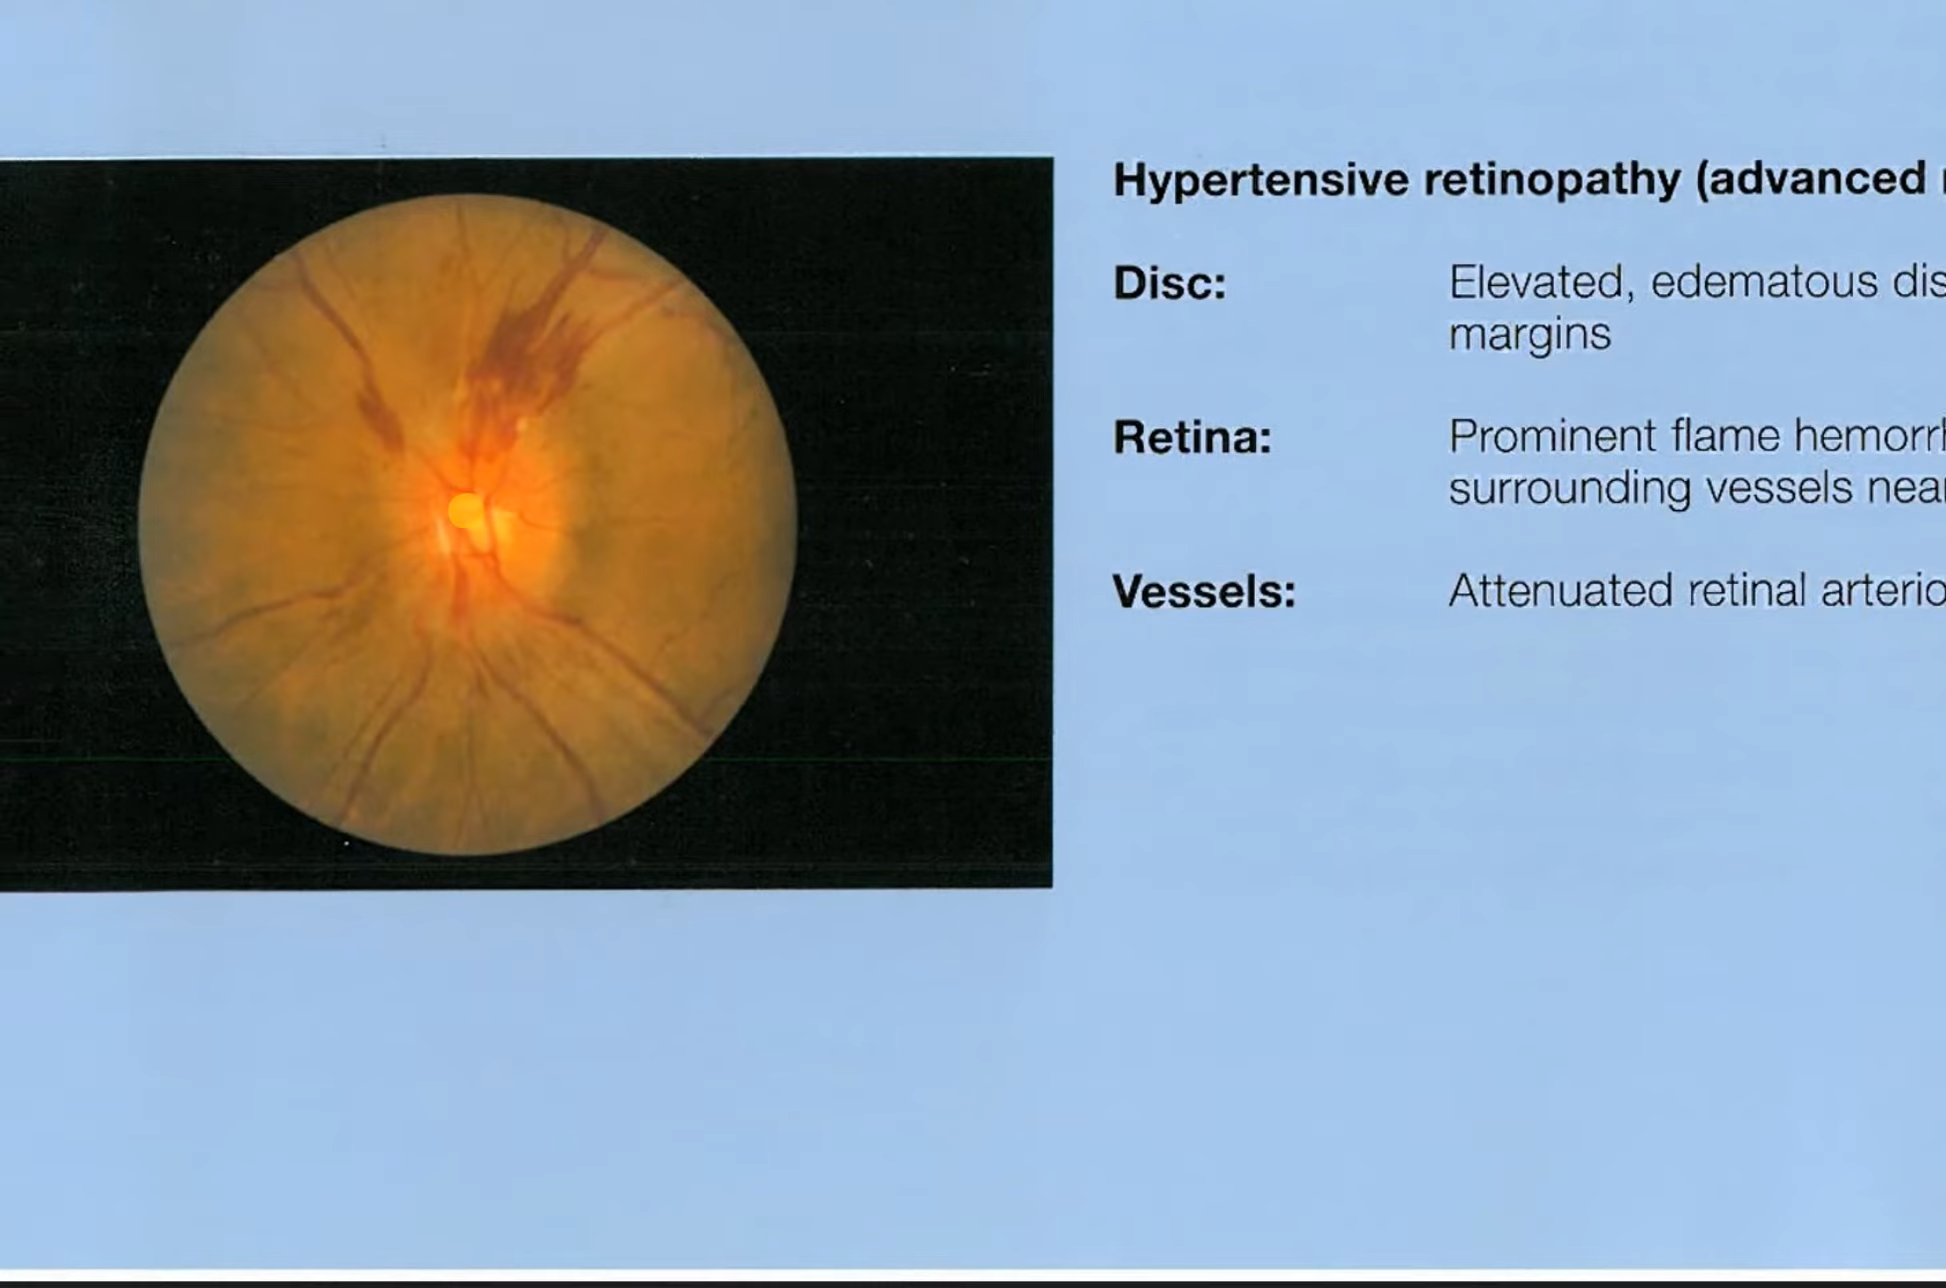 Hypertensive retinopathy (advanced
Disc: Elevated, edematous
margins
Retina: Prominent flame
surrounding vessels
Vessels: Attenuated retinal